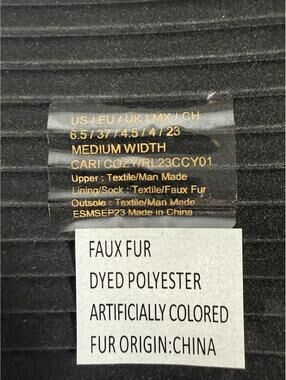 US / EU / UK / MX / CH
6.5 / 37 / 4.5 / 4 / 23
MEDIUM WIDTH
CARI COZY/RL23CCY01
Upper : Textile/Man Made
Lining/Sock : Textile/Faux Fur
Outsole : Textile/Man Made
ESMSEP23 Made in China
FAUX FUR
DYED POLYESTER
ARTIFICIALLY COLORED
FUR ORIGIN:CHINA